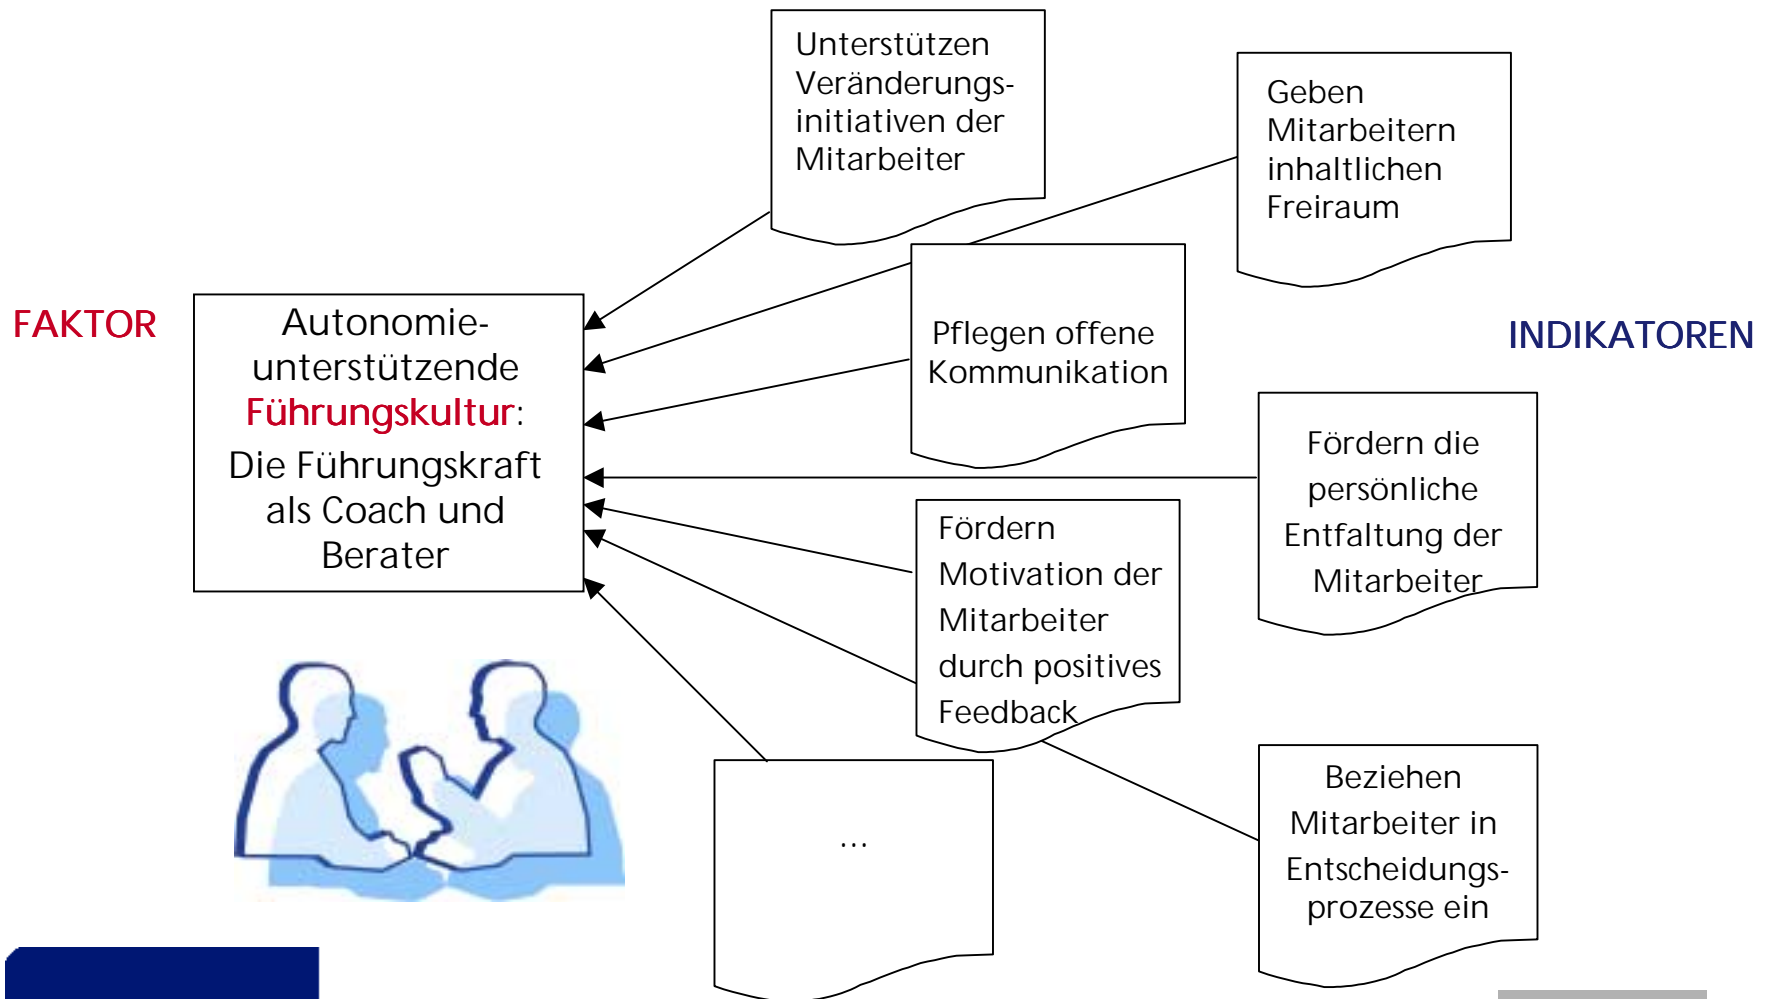 Unterstützen
Veränderungs-
initiativen der
Mitarbeiter
Geben
Mitarbeitern
inhaltlichen
Freiraum
FAKTOR
Autonomie-
unterstützende
Führungskultur:
Die Führungskraft
als Coach und
Berater
Pflegen offene
Kommunikation
INDIKATOREN
Fördern die
persönliche
Entfaltung der
Mitarbeiter
Fördern
Motivation der
Mitarbeiter
durch positives
Feedback
...
Beziehen
Mitarbeiter in
Entscheidungs-
prozesse ein